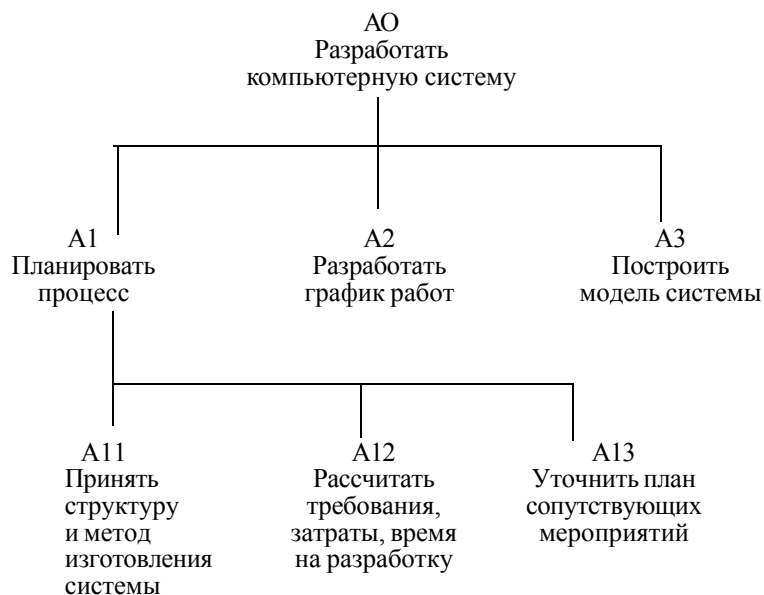 АО
Разработать
компьютерную систему
А1
Планировать
процесс
А2
Разработать
график работ
А3
Построить
модель системы
А11
Принять
структуру
и метод
изготовления
системы
А12
Рассчитать
требования,
затраты, время
на разработку
А13
Уточнить план
сопутствующих
мероприятий